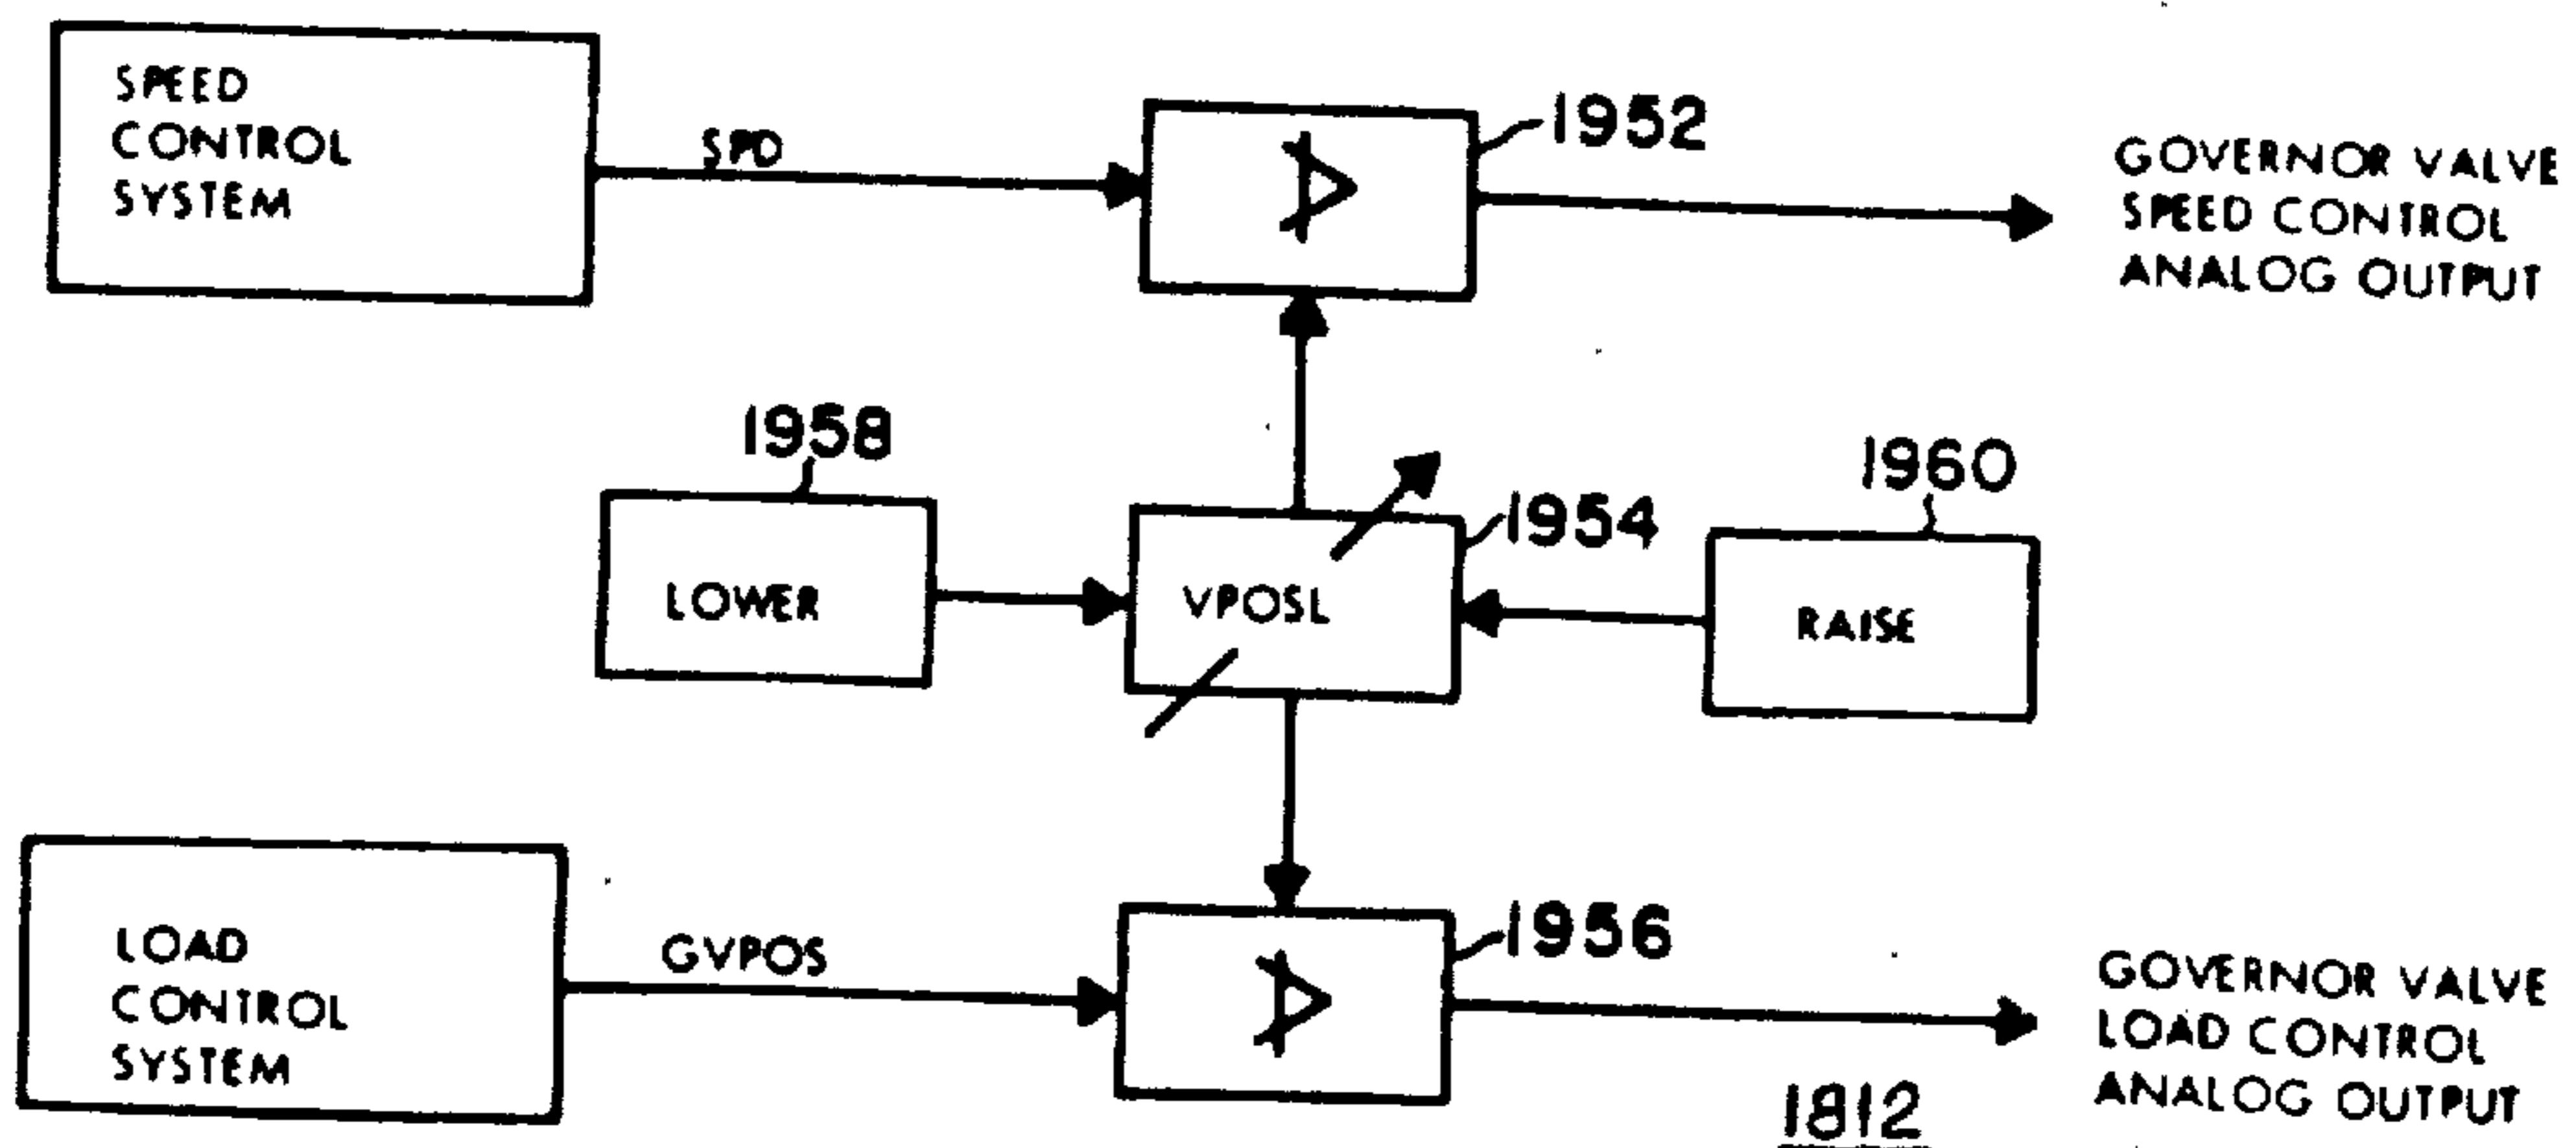 SPEED
CONTROL
SYSTEM
SPD
1952
GOVERNOR VALVE
SPEED CONTROL
ANALOG OUTPUT
1958
LOWER
VPOSL
1954
1960
RAISE
LOAD
CONTROL
SYSTEM
GVPOS
1956
GOVERNOR VALVE
LOAD CONTROL
ANALOG OUTPUT
1812